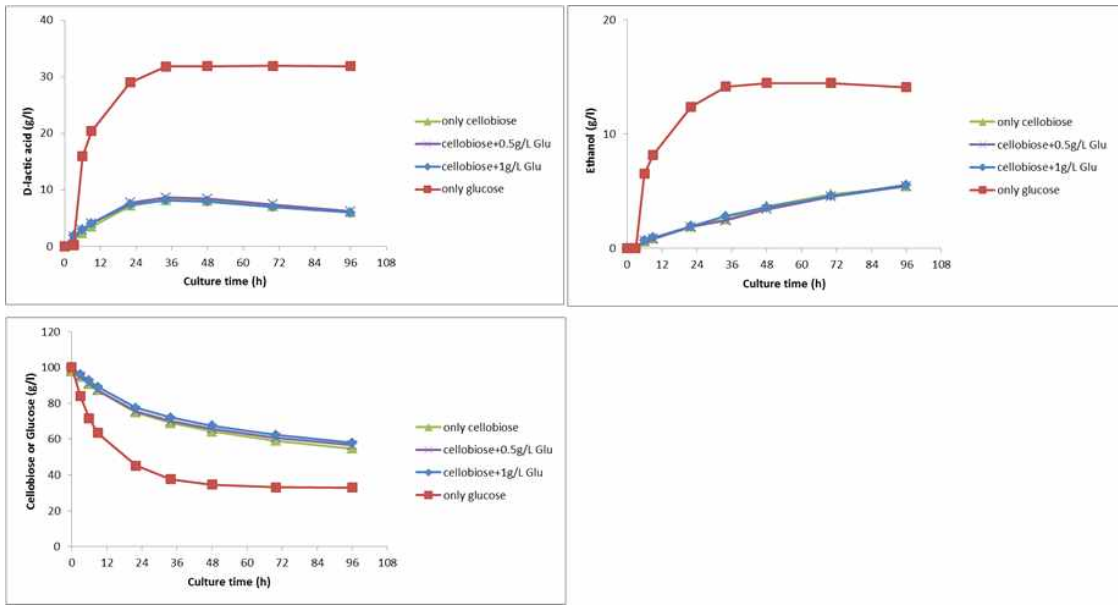 40
30
20
10
0
D-lactic acid (g/l)
0 12 24 36 48 60 72 84 96 108
Culture time (h)
only cellobiose
cellobiose+0.5g/L Glu
cellobiose+1g/L Glu
only glucose
20
10
0
Ethanol (g/l)
0 12 24 36 48 60 72 84 96 108
Culture time (h)
only cellobiose
cellobiose+0.5g/L Glu
cellobiose+1g/L Glu
only glucose
120
100
80
60
40
20
0
Cellobiose or Glucose (g/l)
0 12 24 36 48 60 72 84 96 108
Culture time (h)
only cellobiose
cellobiose+0.5g/L Glu
cellobiose+1g/L Glu
only glucose